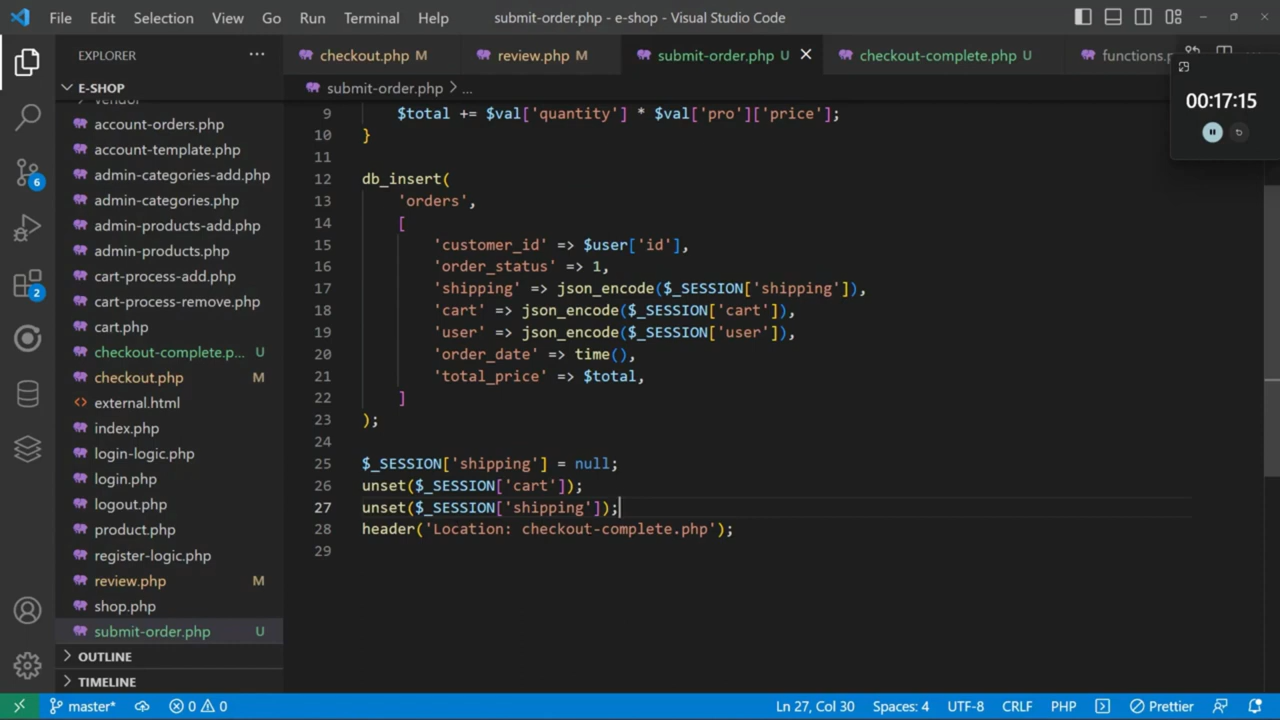 File Edit Selection View Go Run Terminal Help
submit-order.php - e-shop - Visual Studio Code
EXPLORER ...
checkout.php M
review.php M
submit-order.php U
checkout-complete.php U
00:17:15
E-SHOP
account-orders.php
account-template.php
admin-categories-add.php
admin-categories.php
admin-products-add.php
admin-products.php
cart-process-add.php
cart-process-remove.php
cart.php
checkout-complete.p... U
checkout.php M
external.html
index.php
login-logic.php
login.php
logout.php
product.php
register-logic.php
review.php M
shop.php
submit-order.php U
OUTLINE
TIMELINE
6
2
submit-order.php > ...
9 $total += $val['quantity'] * $val['pro']['price'];
10 }
11
12 db_insert(
13 'orders',
14 [
15 'customer_id' => $user['id'],
16 'order_status' => 1,
17 'shipping' => json_encode($_SESSION['shipping']),
18 'cart' => json_encode($_SESSION['cart']),
19 'user' => json_encode($_SESSION['user']),
20 'order_date' => time(),
21 'total_price' => $total,
22 ]
23 );
24
25 $_SESSION['shipping'] = null;
26 unset($_SESSION['cart']);
27 unset($_SESSION['shipping']);
28 header('Location: checkout-complete.php');
29
master* 0 0
Ln 27, Col 30 Spaces: 4 UTF-8 CRLF PHP Prettier